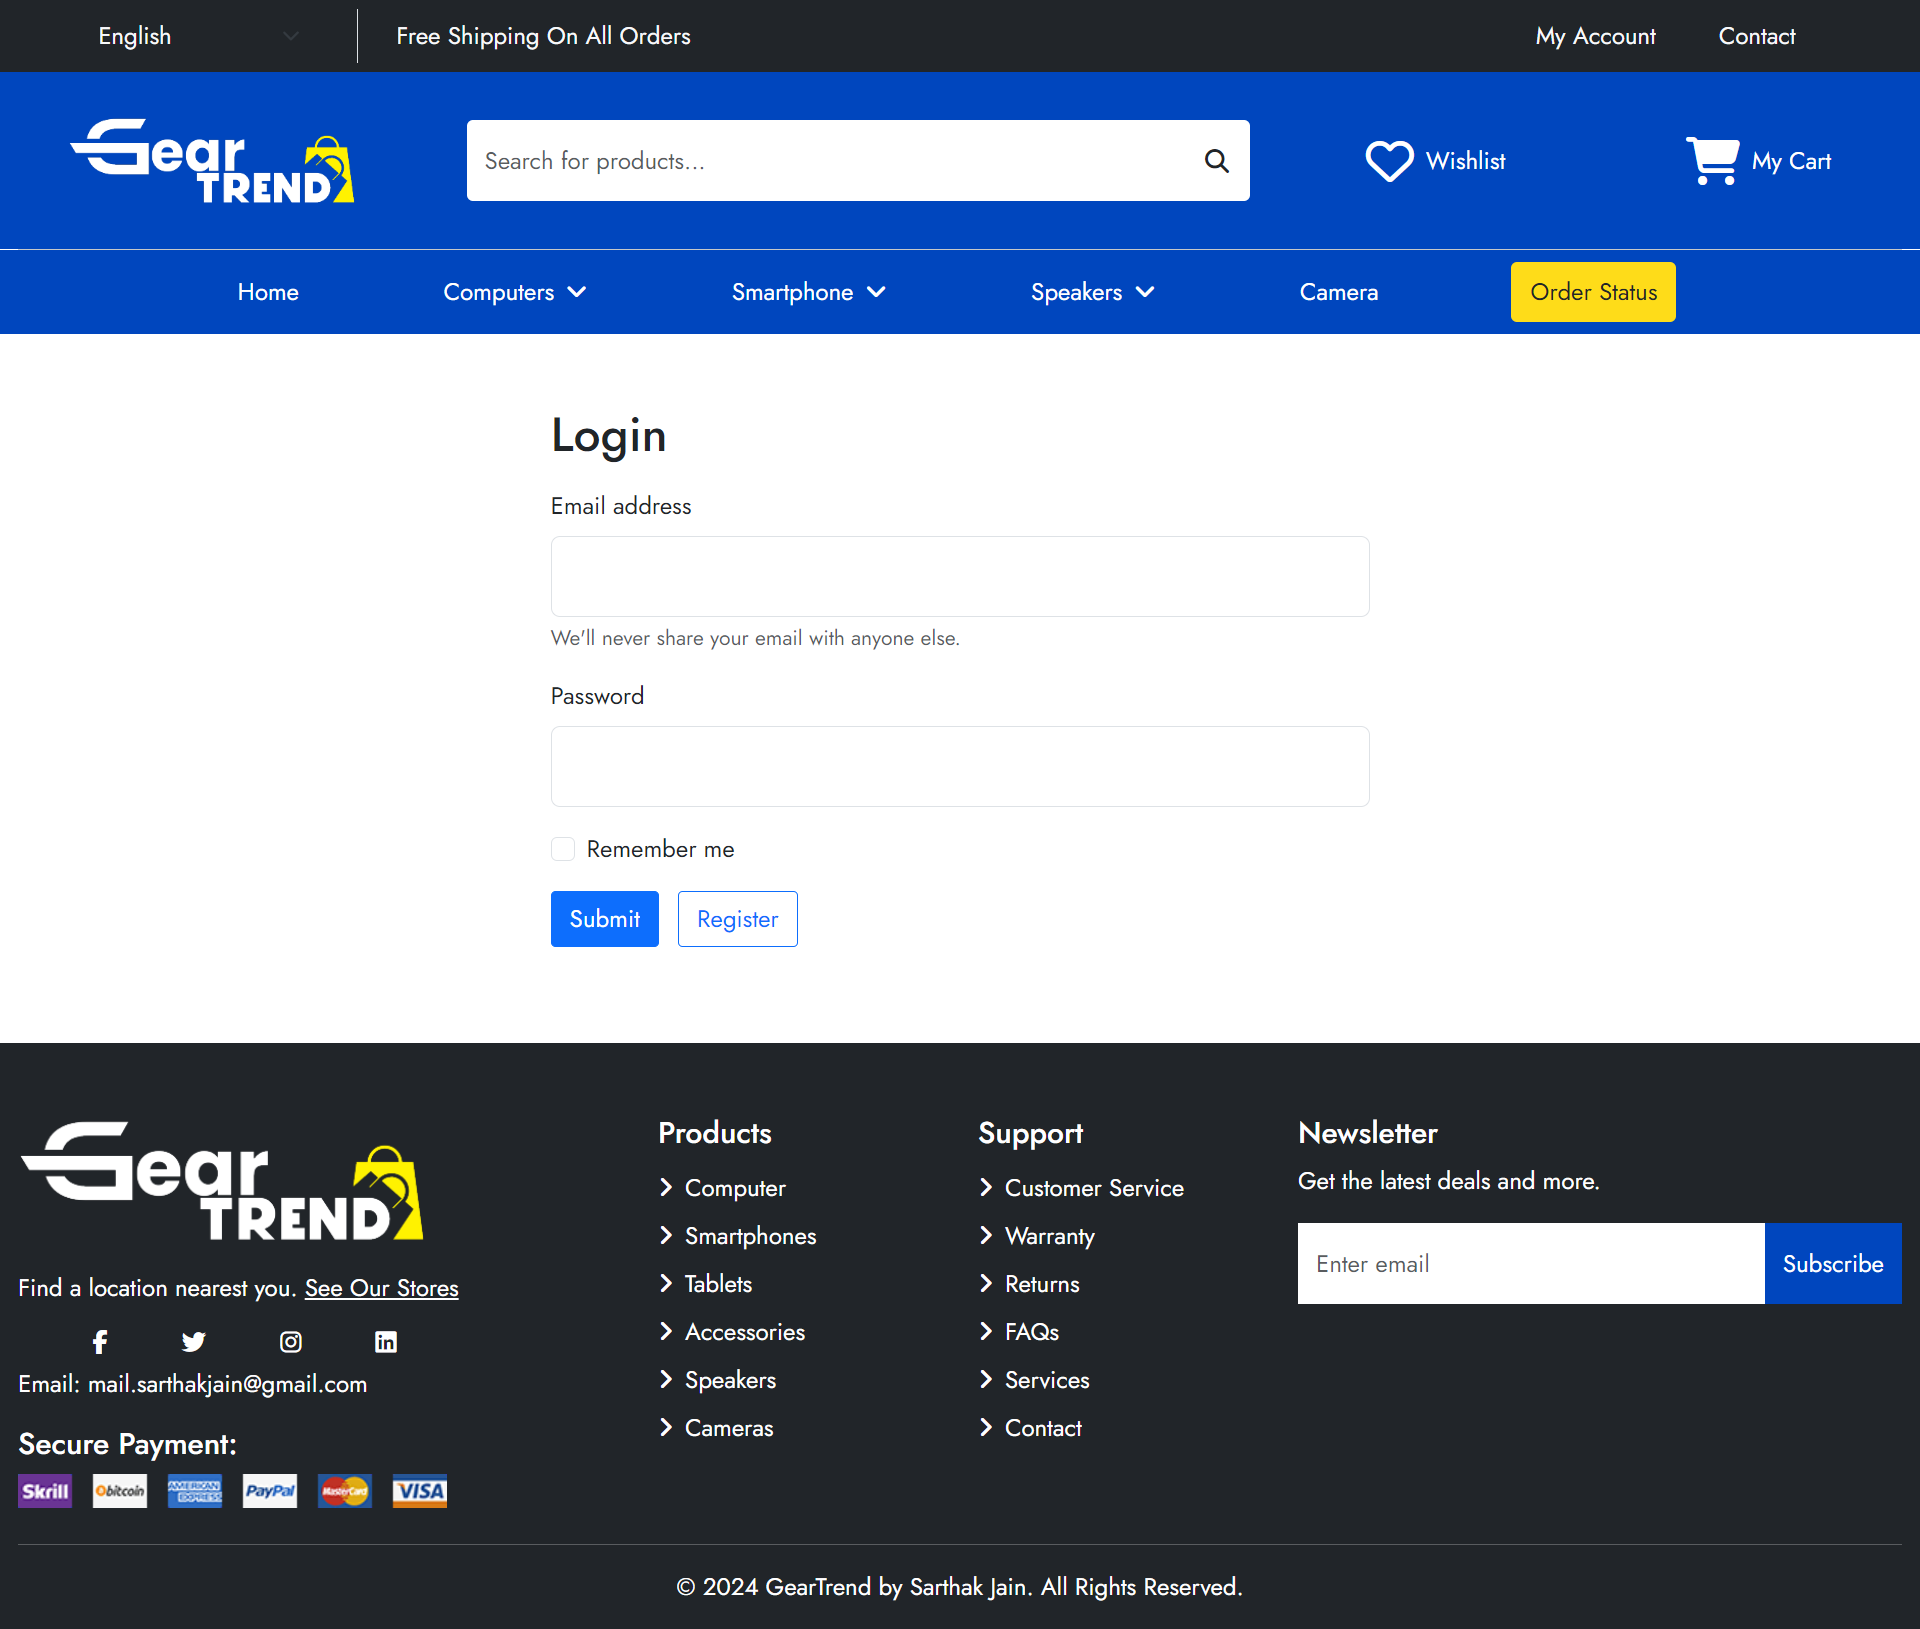 English
Free Shipping On All Orders
My Account
Contact
Gear
TREND
Search for products...
Wishlist
My Cart
Home
Computers
Smartphone
Speakers
Camera
Order Status
Login
Email address
We'll never share your email with anyone else.
Password
Remember me
Submit
Register
Gear
TREND
Find a location nearest you. See Our Stores
Email: mail.sarthakjain@gmail.com
Secure Payment:
Skrill
bitcoin
AMERICAN EXPRESS
PayPal
MasterCard
VISA
Products
Computer
Smartphones
Tablets
Accessories
Speakers
Cameras
Support
Customer Service
Warranty
Returns
FAQs
Services
Contact
Newsletter
Get the latest deals and more.
Enter email
Subscribe
© 2024 GearTrend by Sarthak Jain. All Rights Reserved.